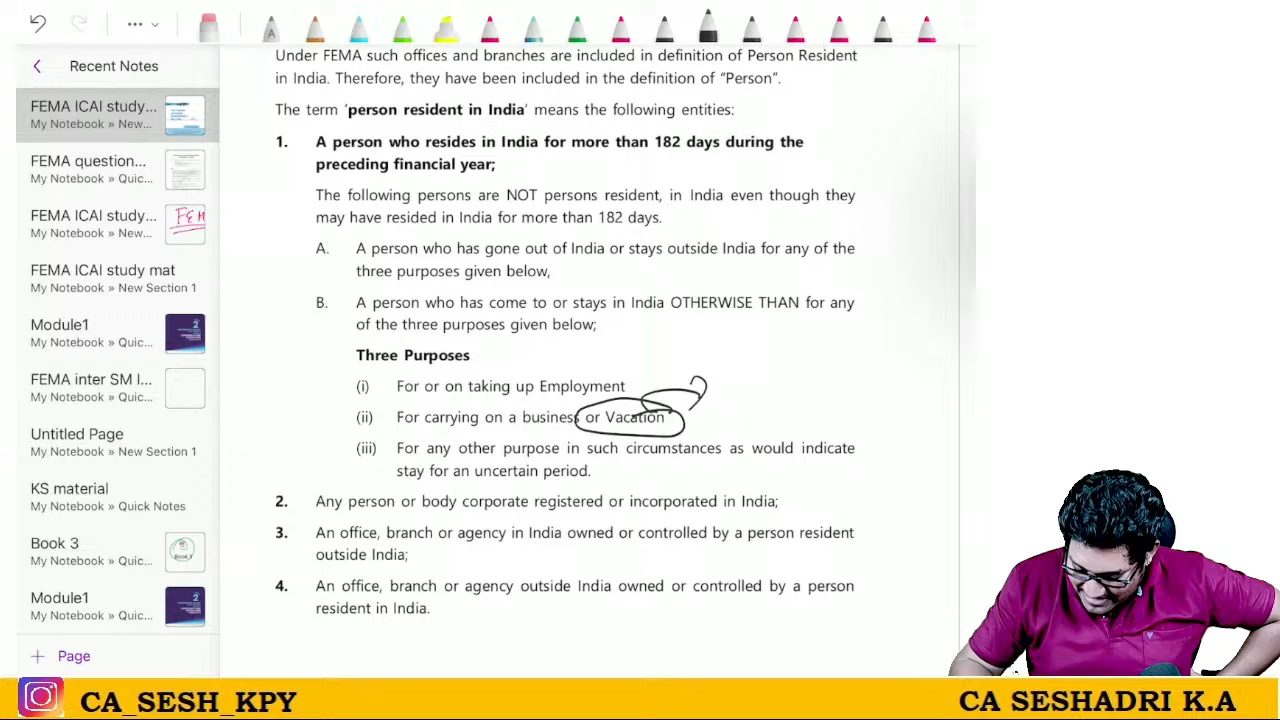 Recent Notes
FEMA ICAI study...
My Notebook » New...
FEMA question...
My Notebook » Quic...
FEMA ICAI study...
My Notebook » New...
FEM
FEMA ICAI study mat
My Notebook » New Section 1
Module1
My Notebook » Quic...
2
FEMA inter SM I...
My Notebook » Quic...
Untitled Page
My Notebook » New Section 1
KS material
My Notebook » Quick Notes
Book 3
My Notebook » Quic...
Book 3
Module1
My Notebook » Quic...
2
+ Page
A
Under FEMA such offices and branches are included in definition of Person Resident
in India. Therefore, they have been included in the definition of “Person”.
The term ‘person resident in India’ means the following entities:
1. A person who resides in India for more than 182 days during the
preceding financial year;
The following persons are NOT persons resident, in India even though they
may have resided in India for more than 182 days.
A. A person who has gone out of India or stays outside India for any of the
three purposes given below,
B. A person who has come to or stays in India OTHERWISE THAN for any
of the three purposes given below;
Three Purposes
(i) For or on taking up Employment
(ii) For carrying on a business or Vacation
(iii) For any other purpose in such circumstances as would indicate
stay for an uncertain period.
2. Any person or body corporate registered or incorporated in India;
3. An office, branch or agency in India owned or controlled by a person resident
outside India;
4. An office, branch or agency outside India owned or controlled by a person
resident in India.
CA_SESH_KPY
CA SESHADRI K.A